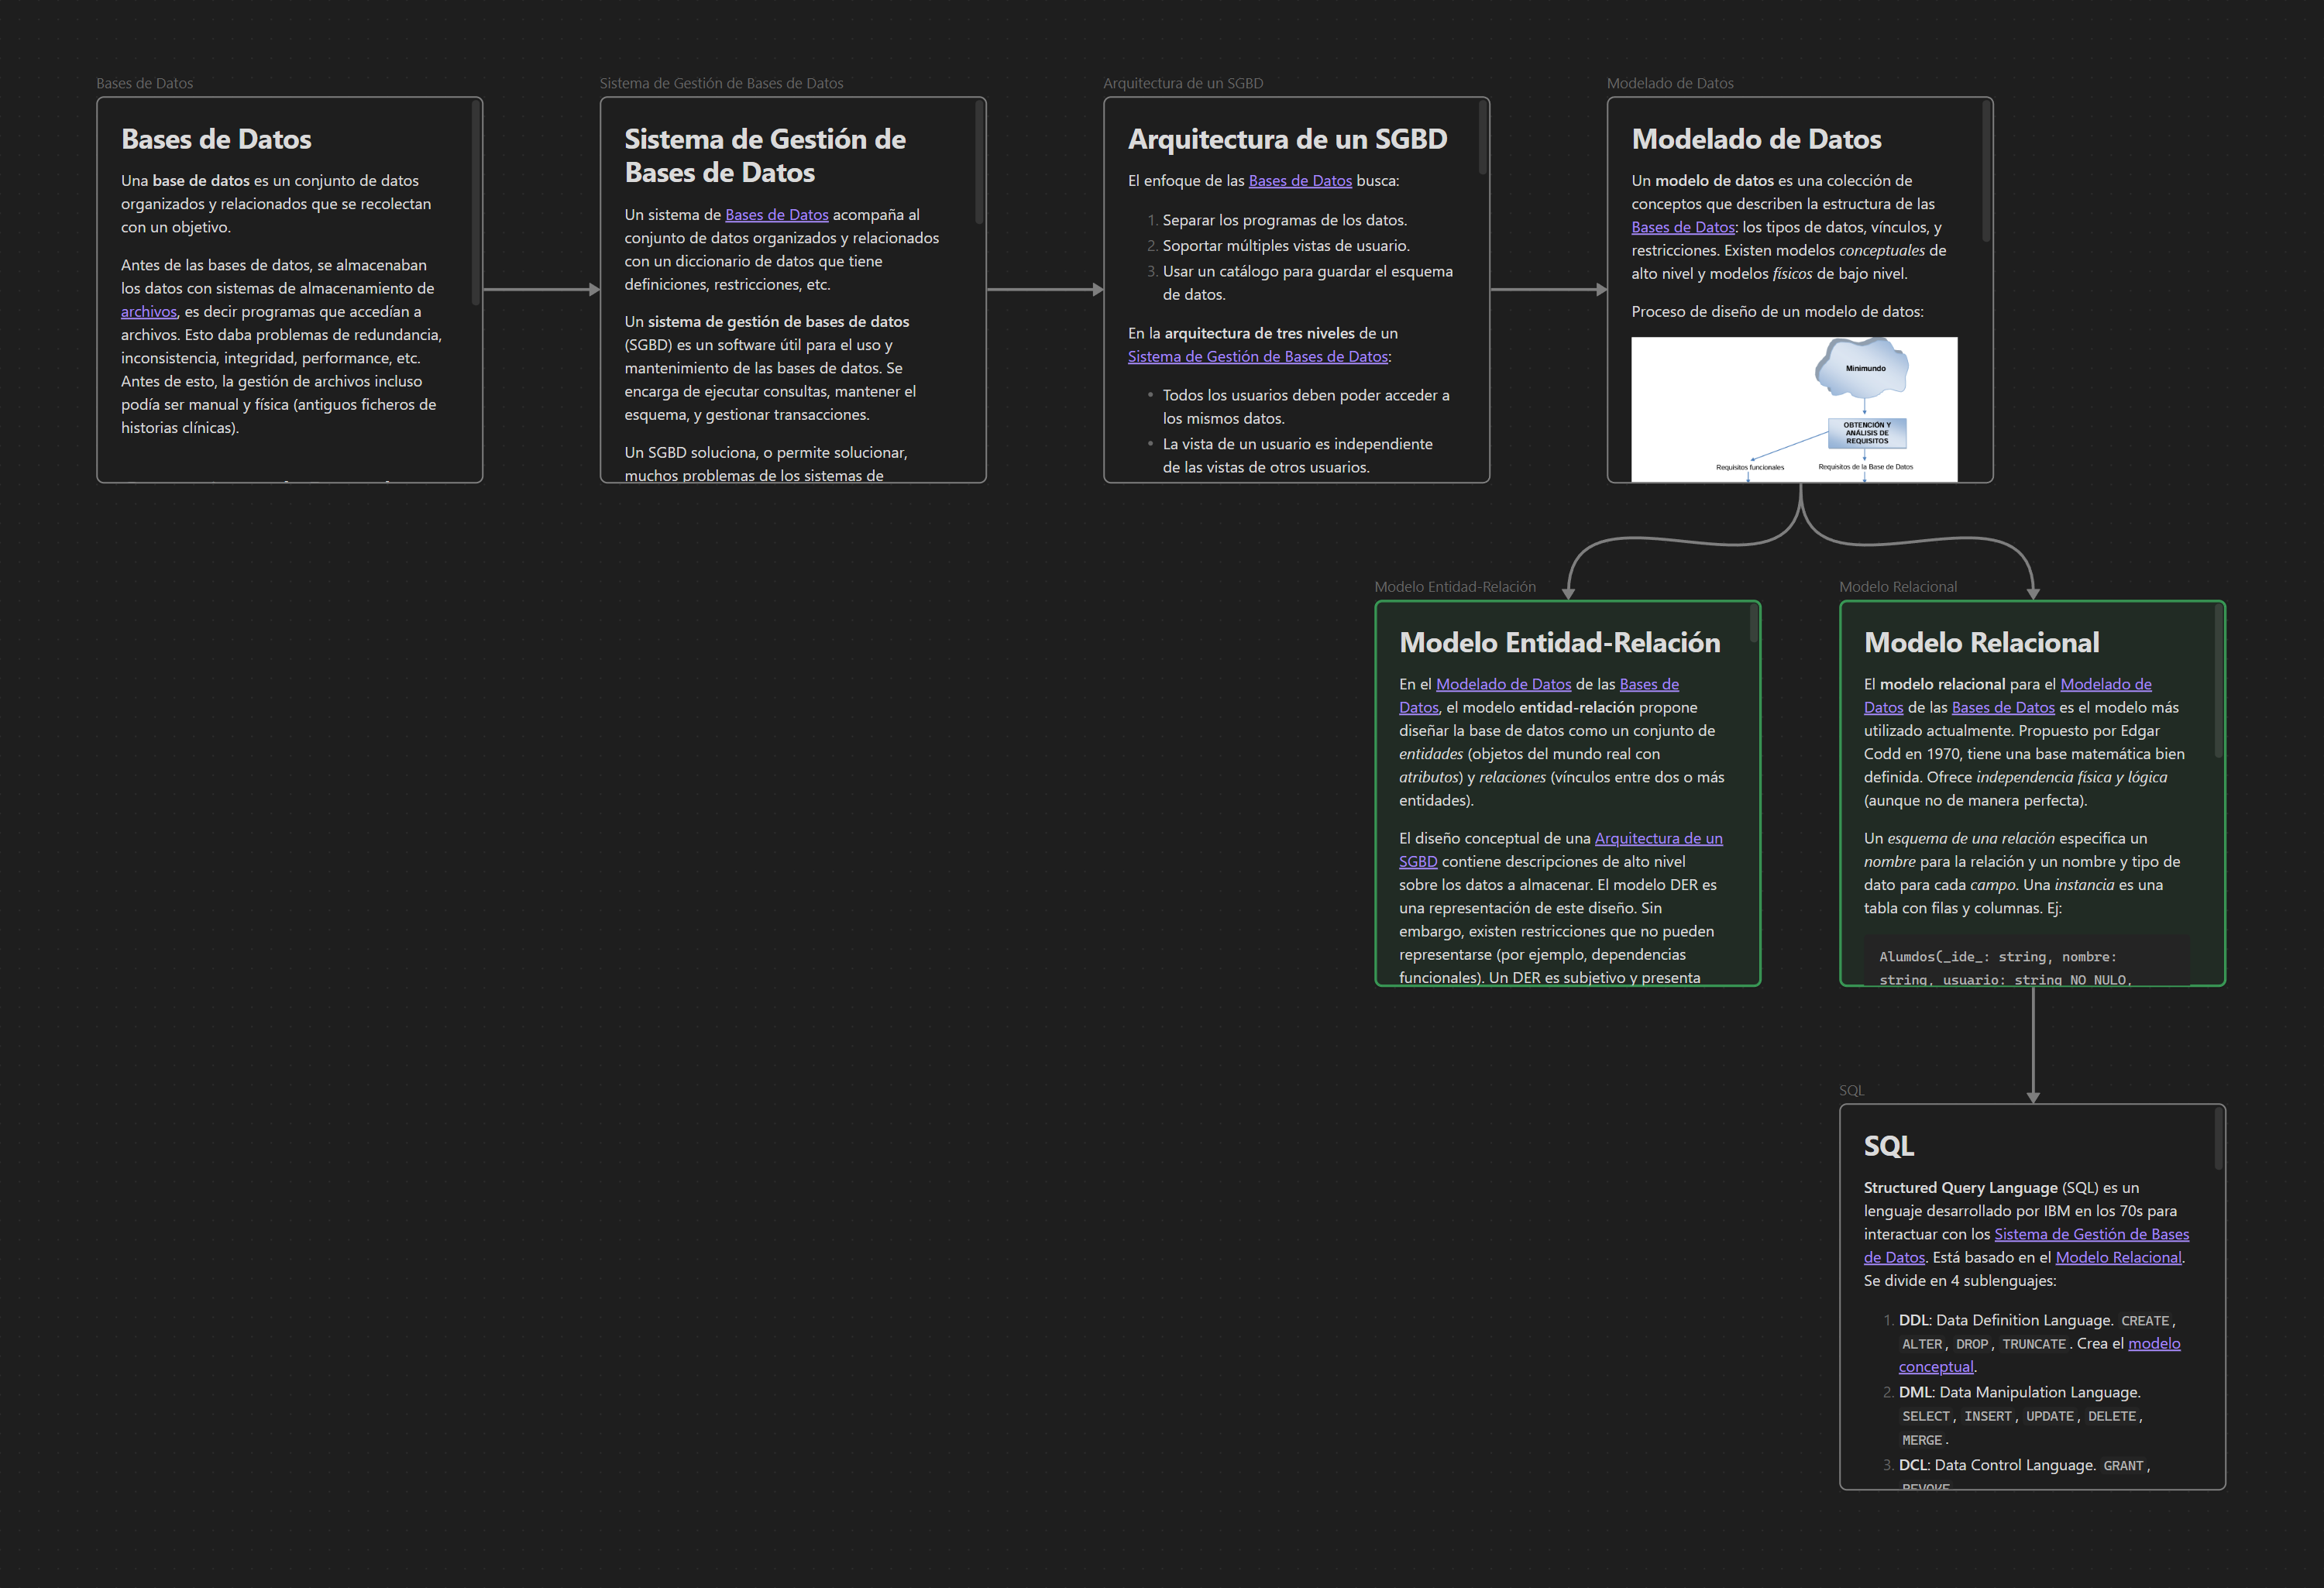 Bases de Datos
Bases de Datos
Una base de datos es un conjunto de datos
organizados y relacionados que se recolectan
con un objetivo.
Antes de las bases de datos, se almacenaban
los datos con sistemas de almacenamiento de
archivos, es decir programas que accedían a
archivos. Esto daba problemas de redundancia,
inconsistencia, integridad, performance, etc.
Antes de esto, la gestión de archivos incluso
podía ser manual y física (antiguos ficheros de
historias clínicas).
Sistema de Gestión de Bases de Datos
Sistema de Gestión de
Bases de Datos
Un sistema de Bases de Datos acompaña al
conjunto de datos organizados y relacionados
con un diccionario de datos que tiene
definiciones, restricciones, etc.
Un sistema de gestión de bases de datos
(SGBD) es un software útil para el uso y
mantenimiento de las bases de datos. Se
encarga de ejecutar consultas, mantener el
esquema, y gestionar transacciones.
Un SGBD soluciona, o permite solucionar,
muchos problemas de los sistemas de
Arquitectura de un SGBD
Arquitectura de un SGBD
El enfoque de las Bases de Datos busca:
1. Separar los programas de los datos.
2. Soportar múltiples vistas de usuario.
3. Usar un catálogo para guardar el esquema
de datos.
En la arquitectura de tres niveles de un
Sistema de Gestión de Bases de Datos:
• Todos los usuarios deben poder acceder a
los mismos datos.
• La vista de un usuario es independiente
de las vistas de otros usuarios.
Modelado de Datos
Modelado de Datos
Un modelo de datos es una colección de
conceptos que describen la estructura de las
Bases de Datos: los tipos de datos, vínculos, y
restricciones. Existen modelos conceptuales de
alto nivel y modelos físicos de bajo nivel.
Proceso de diseño de un modelo de datos:
Minimundo
OBTENCIÓN Y
ANÁLISIS DE
REQUISITOS
Requisitos funcionales
Requisitos de la Base de Datos
Modelo Entidad-Relación
Modelo Entidad-Relación
En el Modelado de Datos de las Bases de
Datos, el modelo entidad-relación propone
diseñar la base de datos como un conjunto de
entidades (objetos del mundo real con
atributos) y relaciones (vínculos entre dos o más
entidades).
El diseño conceptual de una Arquitectura de un
SGBD contiene descripciones de alto nivel
sobre los datos a almacenar. El modelo DER es
una representación de este diseño. Sin
embargo, existen restricciones que no pueden
representarse (por ejemplo, dependencias
funcionales). Un DER es subjetivo y presenta
Modelo Relacional
Modelo Relacional
El modelo relacional para el Modelado de
Datos de las Bases de Datos es el modelo más
utilizado actualmente. Propuesto por Edgar
Codd en 1970, tiene una base matemática bien
definida. Ofrece independencia física y lógica
(aunque no de manera perfecta).
Un esquema de una relación especifica un
nombre para la relación y un nombre y tipo de
dato para cada campo. Una instancia es una
tabla con filas y columnas. Ej:
Alumdos(_ide_: string, nombre:
string, usuario: string NO NULO,
SQL
SQL
Structured Query Language (SQL) es un
lenguaje desarrollado por IBM en los 70s para
interactuar con los Sistema de Gestión de Bases
de Datos. Está basado en el Modelo Relacional.
Se divide en 4 sublenguajes:
1. DDL: Data Definition Language. CREATE,
ALTER, DROP, TRUNCATE. Crea el modelo
conceptual.
2. DML: Data Manipulation Language.
SELECT, INSERT, UPDATE, DELETE,
MERGE.
3. DCL: Data Control Language. GRANT,
REVOKE